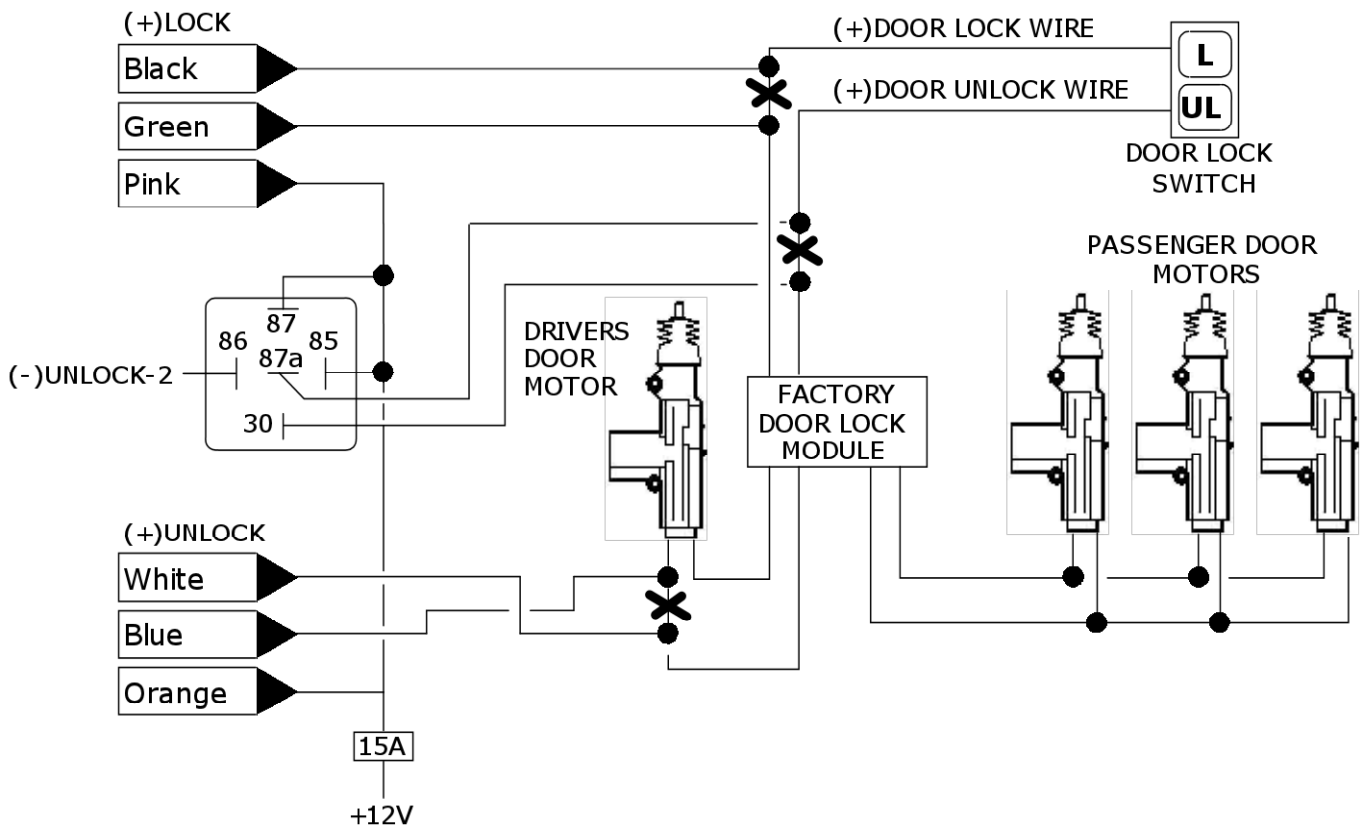 (+)LOCK
Black
Green
Pink
(+)DOOR LOCK WIRE
(+)DOOR UNLOCK WIRE
L
UL
DOOR LOCK
SWITCH
PASSENGER DOOR
MOTORS
87
86
85
87a
30
(-)UNLOCK-2
DRIVERS
DOOR
MOTOR
FACTORY
DOOR LOCK
MODULE
(+)UNLOCK
White
Blue
Orange
15A
+12V